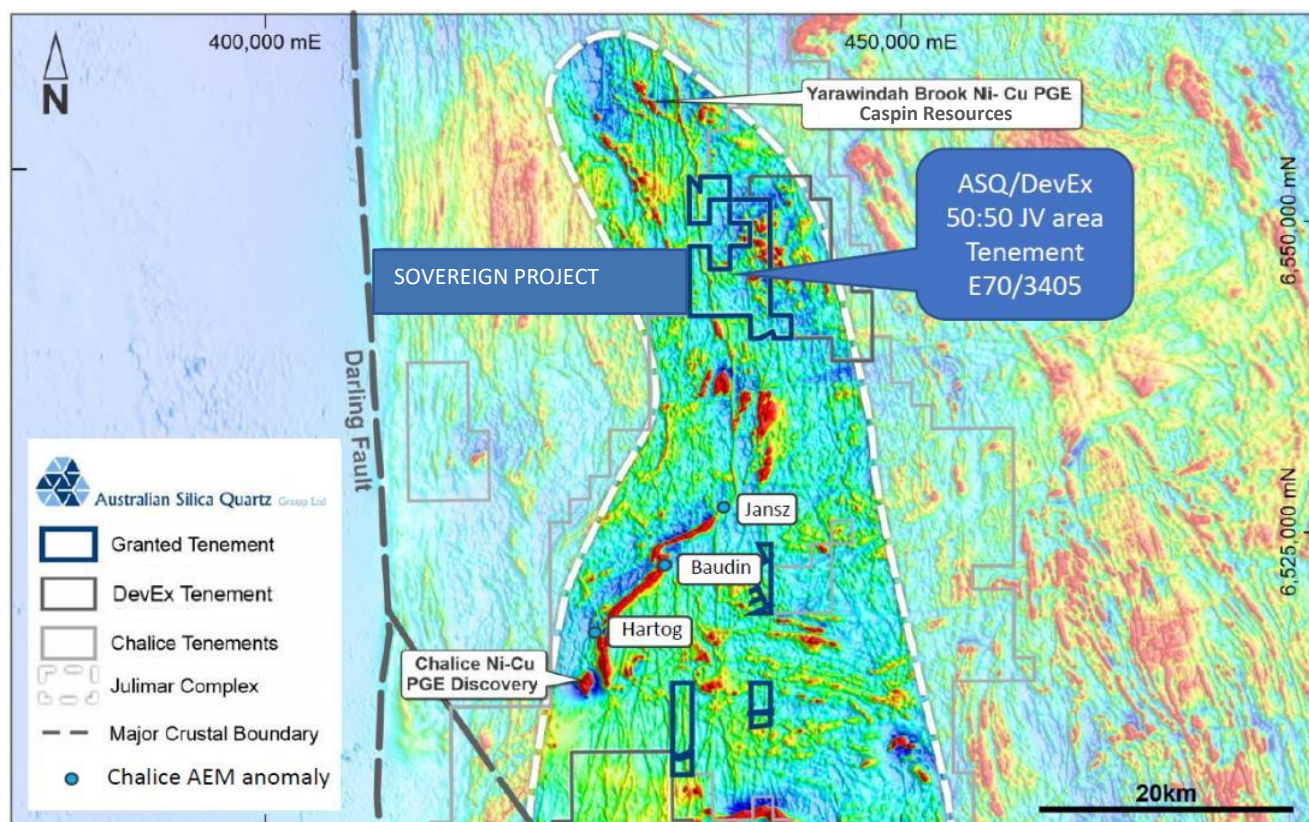 400,000 mE
450,000 mE
N
Yarawindah Brook Ni- Cu PGE
Caspin Resources
ASQ/DevEx
50:50 JV area
Tenement
E70/3405
6,550,000 mN
SOVEREIGN PROJECT
Darling Fault
Jansz
Baudin
Hartog
6,525,000 mN
Chalice Ni-Cu
PGE Discovery
Australian Silica Quartz Group Ltd
Granted Tenement
DevEx Tenement
Chalice Tenements
Julimar Complex
Major Crustal Boundary
Chalice AEM anomaly
20km